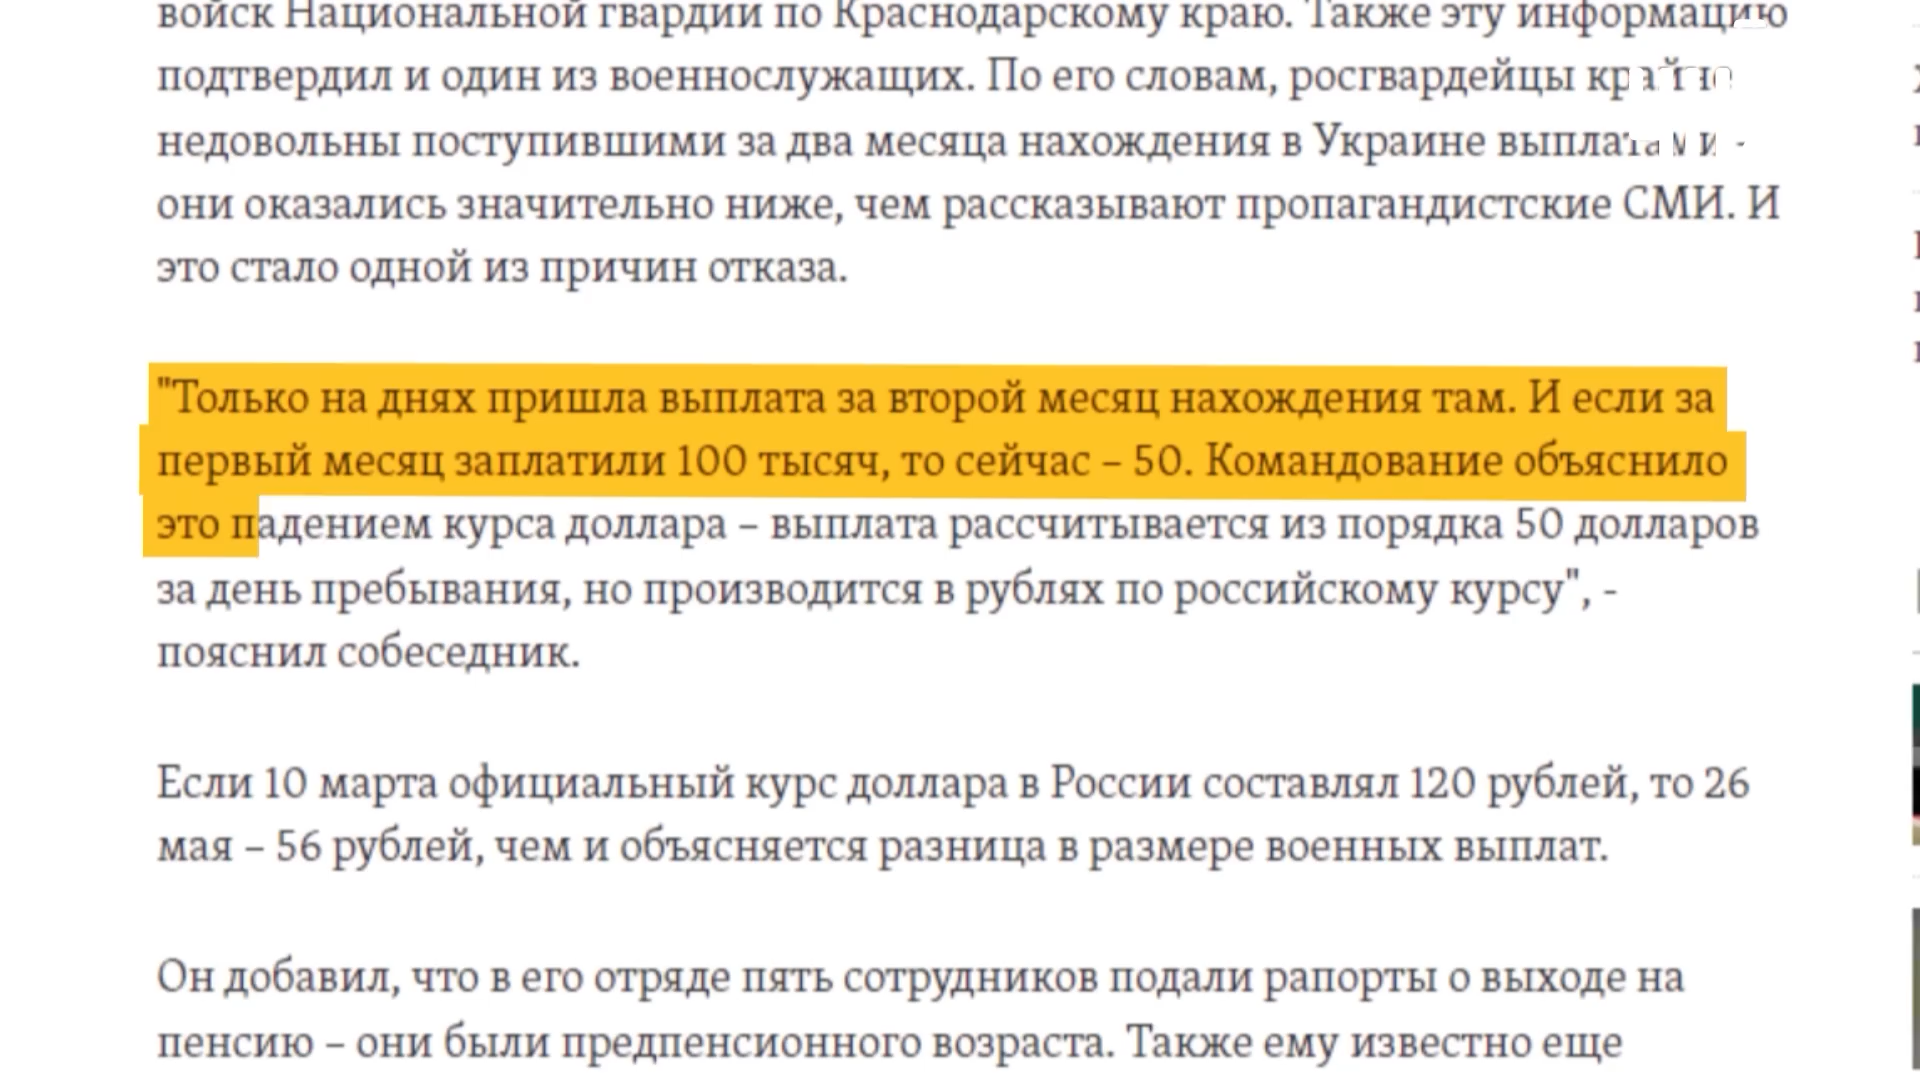 войск Национальной гвардии по Краснодарскому краю. Также эту информацию
подтвердил и один из военнослужащих. По его словам, росгвардейцы крайне
недовольны поступившими за два месяца нахождения в Украине выплатами -
они оказались значительно ниже, чем рассказывают пропагандистские СМИ. И
это стало одной из причин отказа.
"Только на днях пришла выплата за второй месяц нахождения там. И если за
первый месяц заплатили 100 тысяч, то сейчас – 50. Командование объяснило
это падением курса доллара – выплата рассчитывается из порядка 50 долларов
за день пребывания, но производится в рублях по российскому курсу", -
пояснил собеседник.
Если 10 марта официальный курс доллара в России составлял 120 рублей, то 26
мая – 56 рублей, чем и объясняется разница в размере военных выплат.
Он добавил, что в его отряде пять сотрудников подали рапорты о выходе на
пенсию – они были предпенсионного возраста. Также ему известно еще